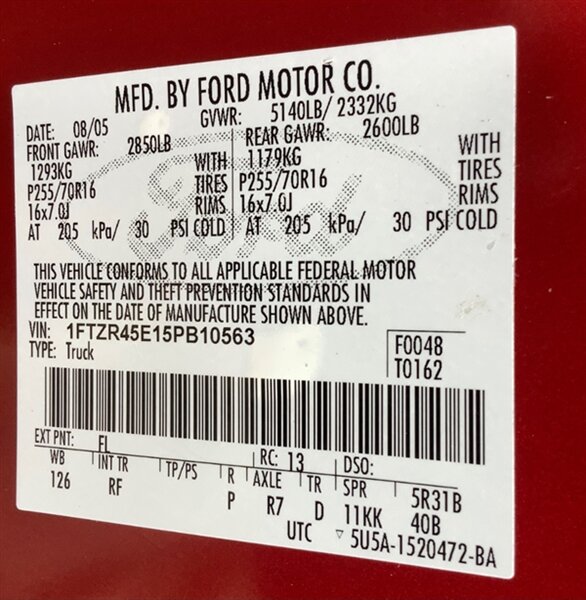 MFD. BY FORD MOTOR CO.
DATE: 08/05 GVWR: 5140LB/ 2332KG
FRONT GAWR: 2850LB REAR GAWR: 2600LB
1293KG WITH 1179KG WITH
P255/70R16 TIRES P255/70R16 TIRES
16x7.0J RIMS 16x7.0J RIMS
AT 205 kPa/ 30 PSI COLD AT 205 kPa/ 30 PSI COLD
Ford
THIS VEHICLE CONFORMS TO ALL APPLICABLE FEDERAL MOTOR
VEHICLE SAFETY AND THEFT PREVENTION STANDARDS IN
EFFECT ON THE DATE OF MANUFACTURE SHOWN ABOVE.
VIN: 1FTZR45E15PB10563
TYPE: Truck
F0048
T0162
EXT PNT: FL RC: 13 DSO:
WB INT TR TP/PS R AXLE TR SPR 5R31B
126 RF P R7 D 11KK 40B
UTC ▽ 5U5A-1520472-BA